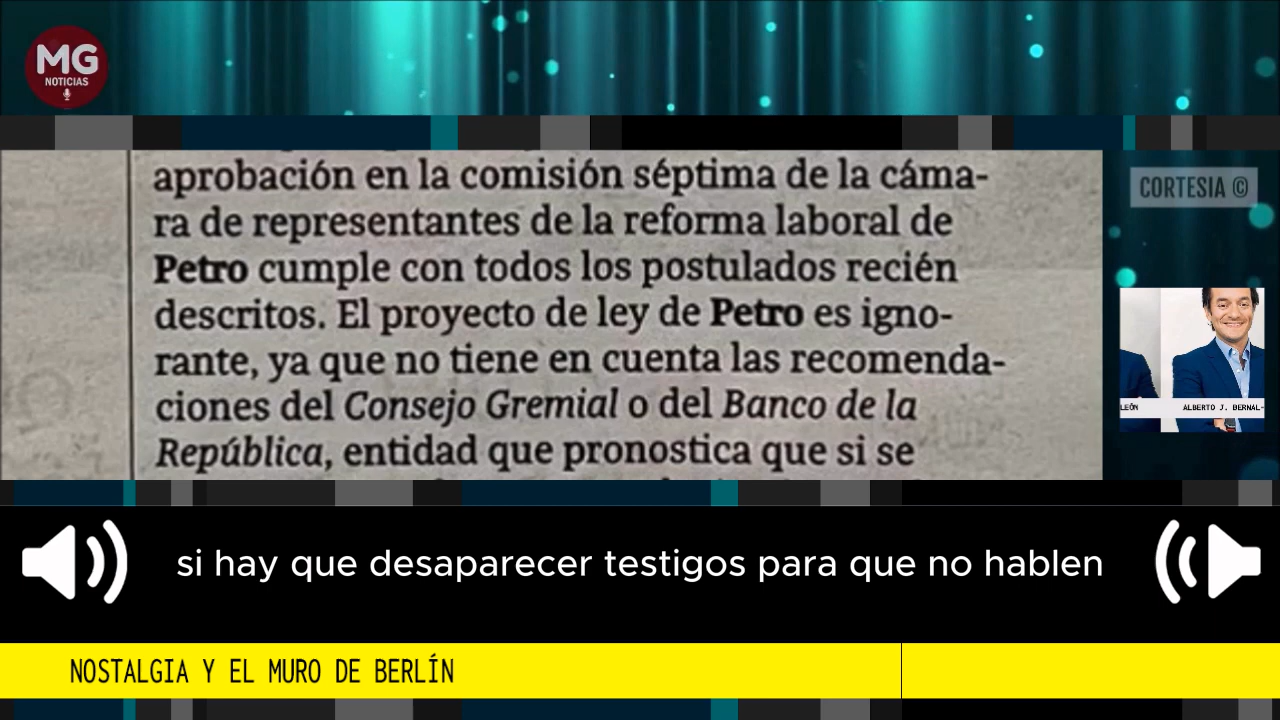 MG
NOTICIAS
aprobación en la comisión séptima de la cáma-
ra de representantes de la reforma laboral de
Petro cumple con todos los postulados recién
descritos. El proyecto de ley de Petro es igno-
rante, ya que no tiene en cuenta las recomenda-
ciones del Consejo Gremial o del Banco de la
República, entidad que pronostica que si se
CORTESIA ©
LEÓN ALBERTO J. BERNAL-
si hay que desaparecer testigos para que no hablen
NOSTALGIA Y EL MURO DE BERLÍN